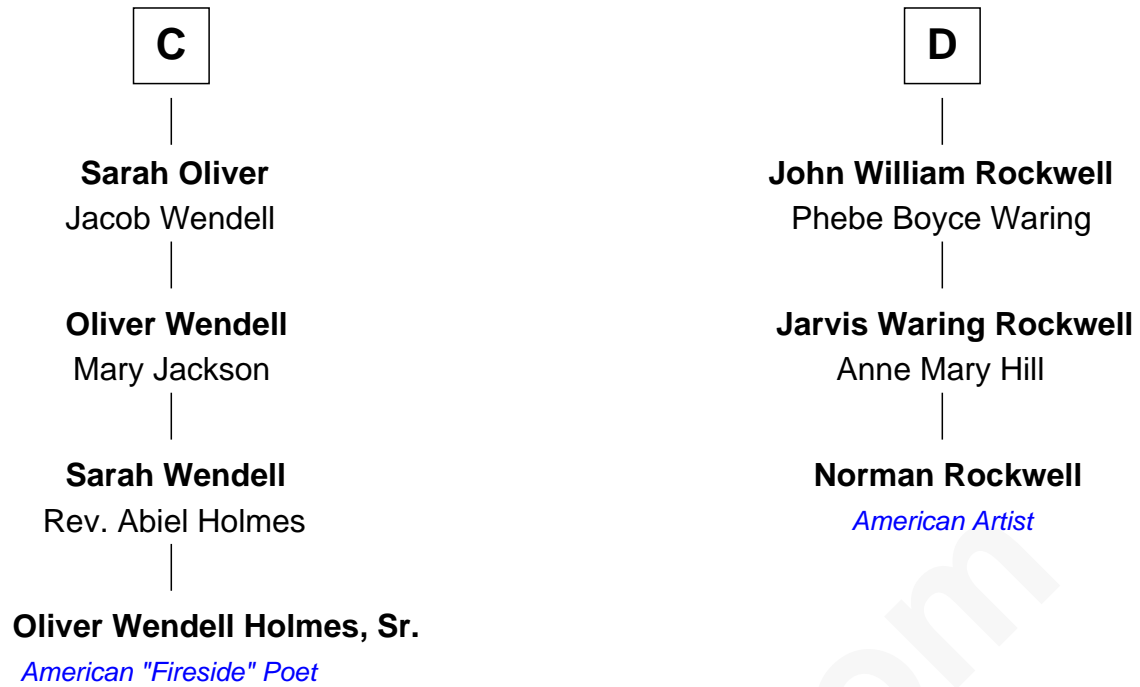 C
Sarah Oliver
Jacob Wendell
Oliver Wendell
Mary Jackson
Sarah Wendell
Rev. Abiel Holmes
Oliver Wendell Holmes, Sr.
American "Fireside" Poet
D
John William Rockwell
Phebe Boyce Waring
Jarvis Waring Rockwell
Anne Mary Hill
Norman Rockwell
American Artist
om